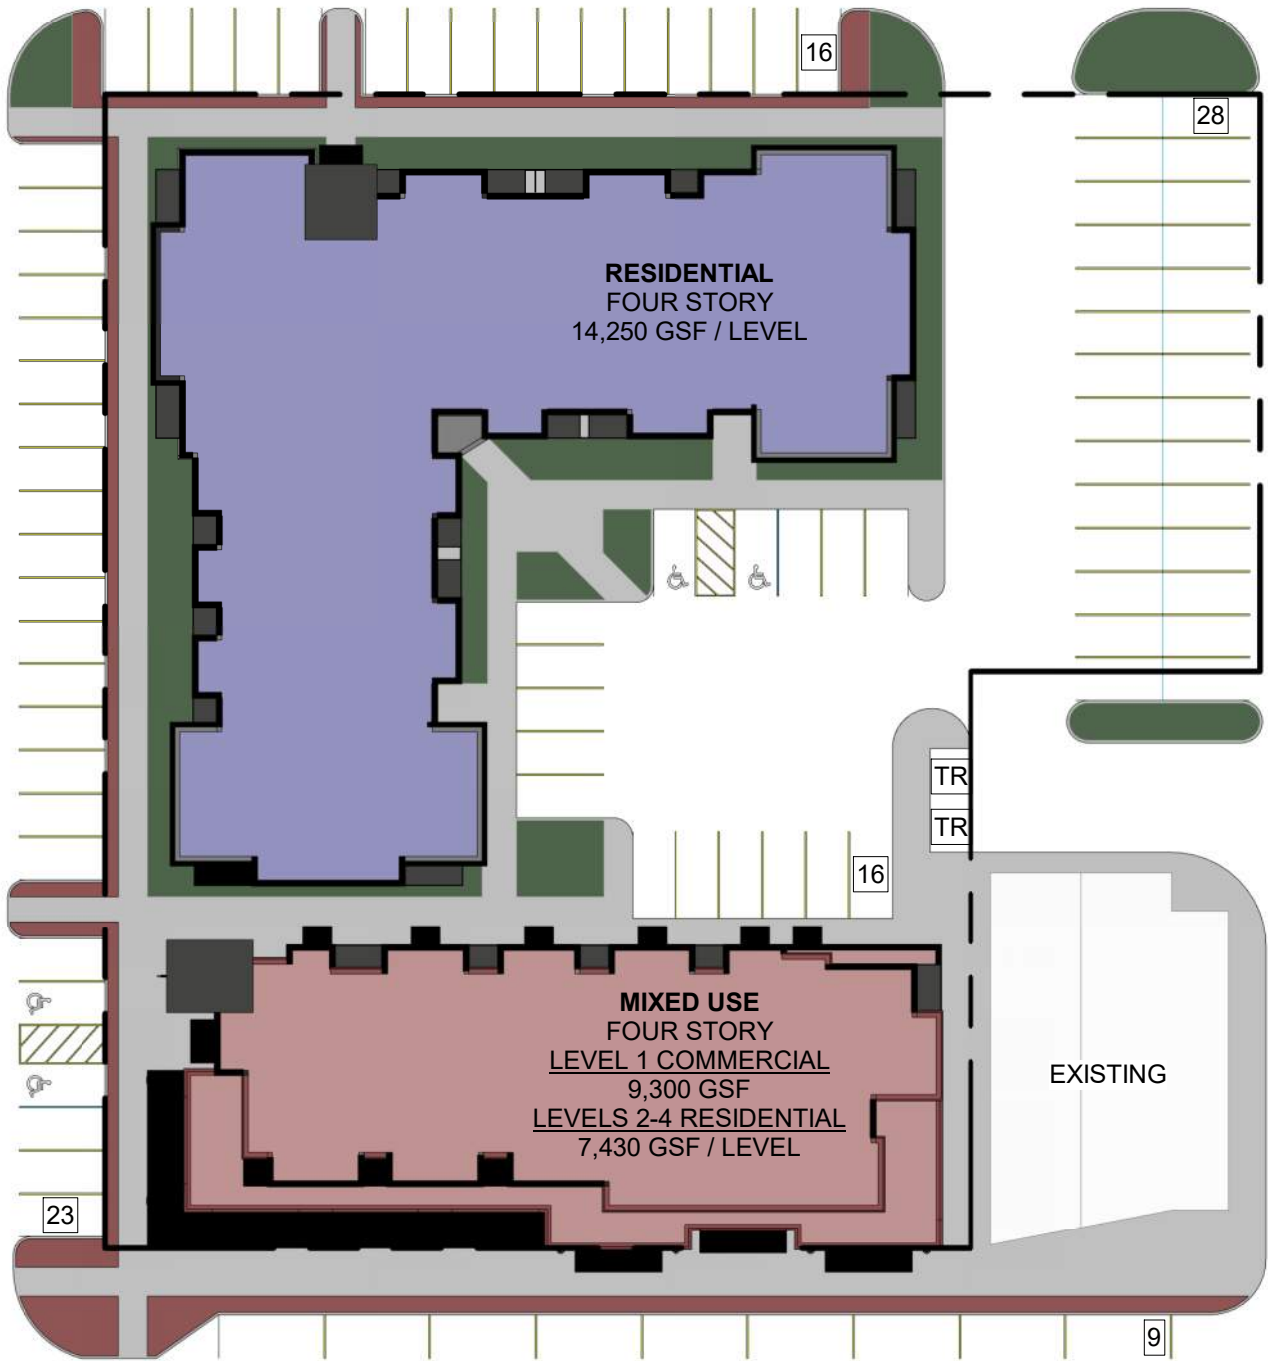 16
28
RESIDENTIAL
FOUR STORY
14,250 GSF / LEVEL
TR
TR
16
MIXED USE
FOUR STORY
LEVEL 1 COMMERCIAL
9,300 GSF
LEVELS 2-4 RESIDENTIAL
7,430 GSF / LEVEL
EXISTING
23
9